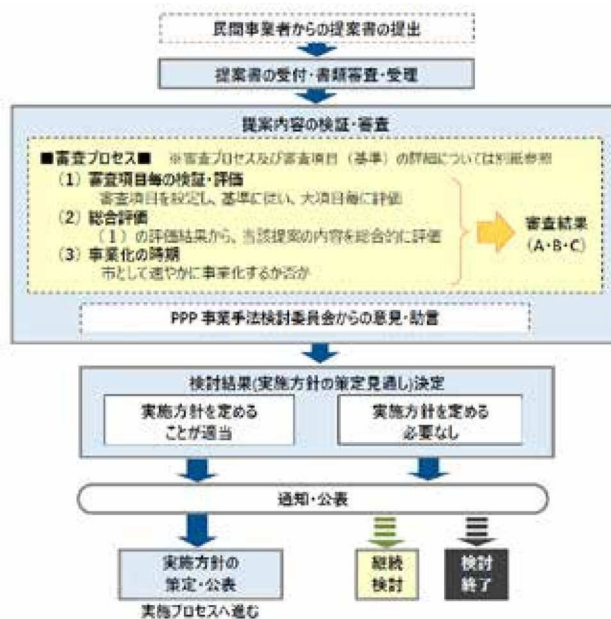 民間事業者からの提案書の提出
提案書の受付・書類審査・受理
提案内容の検証・審査
■審査プロセス■ ※審査プロセス及び審査項目（基準）の詳細については別紙参照
(1) 審査項目毎の検証・評価
審査項目を設定し、基準に従い、大項目毎に評価
(2) 総合評価
(1)の評価結果から、当該提案の内容を総合的に評価
(3) 事業化の時期
市として速やかに事業化するか否か
審査結果
(A・B・C)
PPP 事業手法検討委員会からの意見・助言
検討結果(実施方針の策定見通し)決定
実施方針を定める
ことが適当
実施方針を定める
必要なし
通知・公表
実施方針の
策定・公表
継続
検討
検討
終了
実施プロセスへ進む